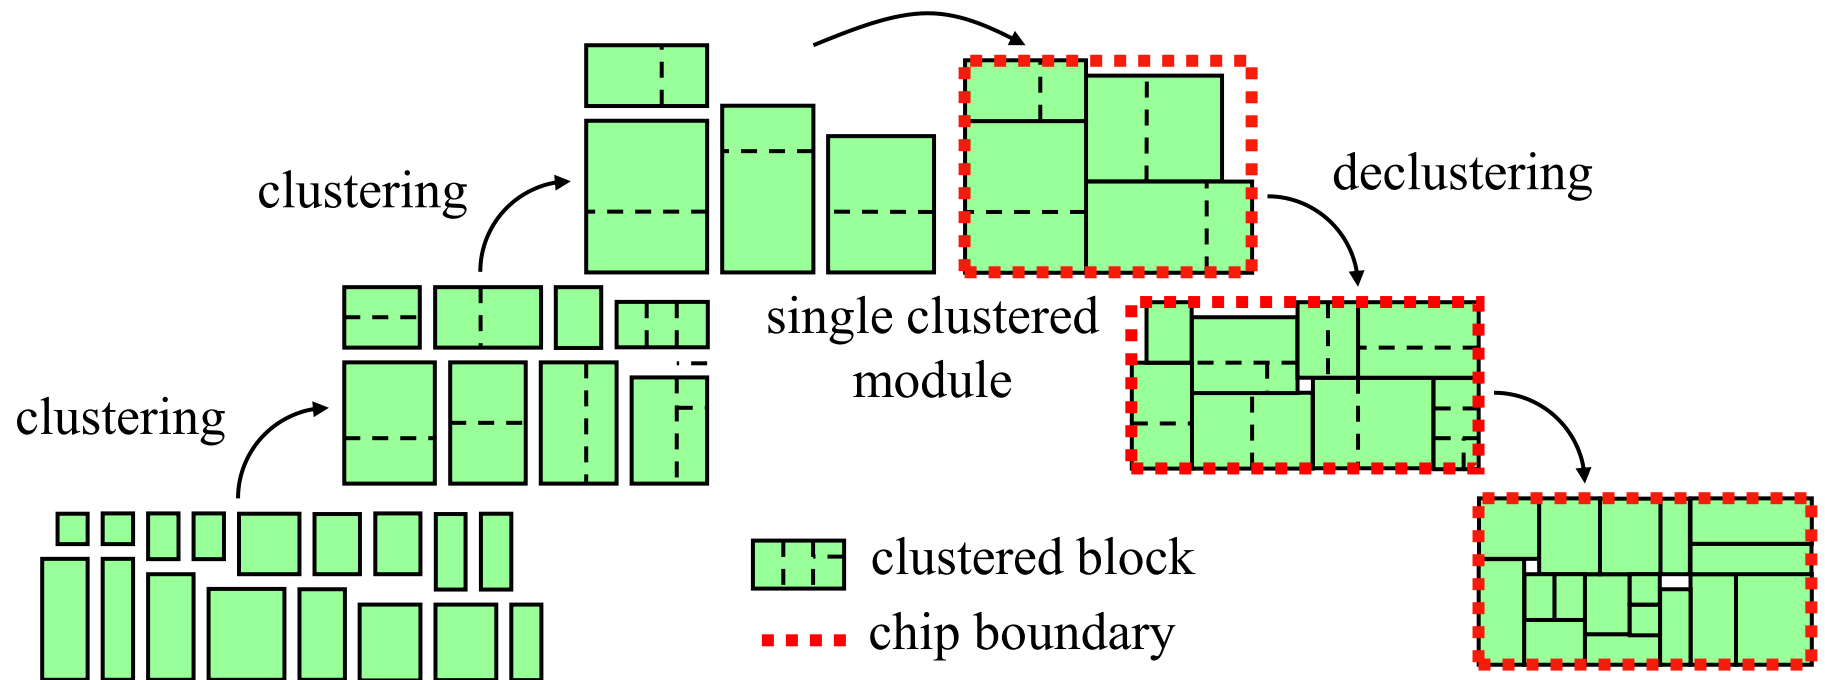 clustering
declustering
single clustered
module
clustering
clustered block
chip boundary